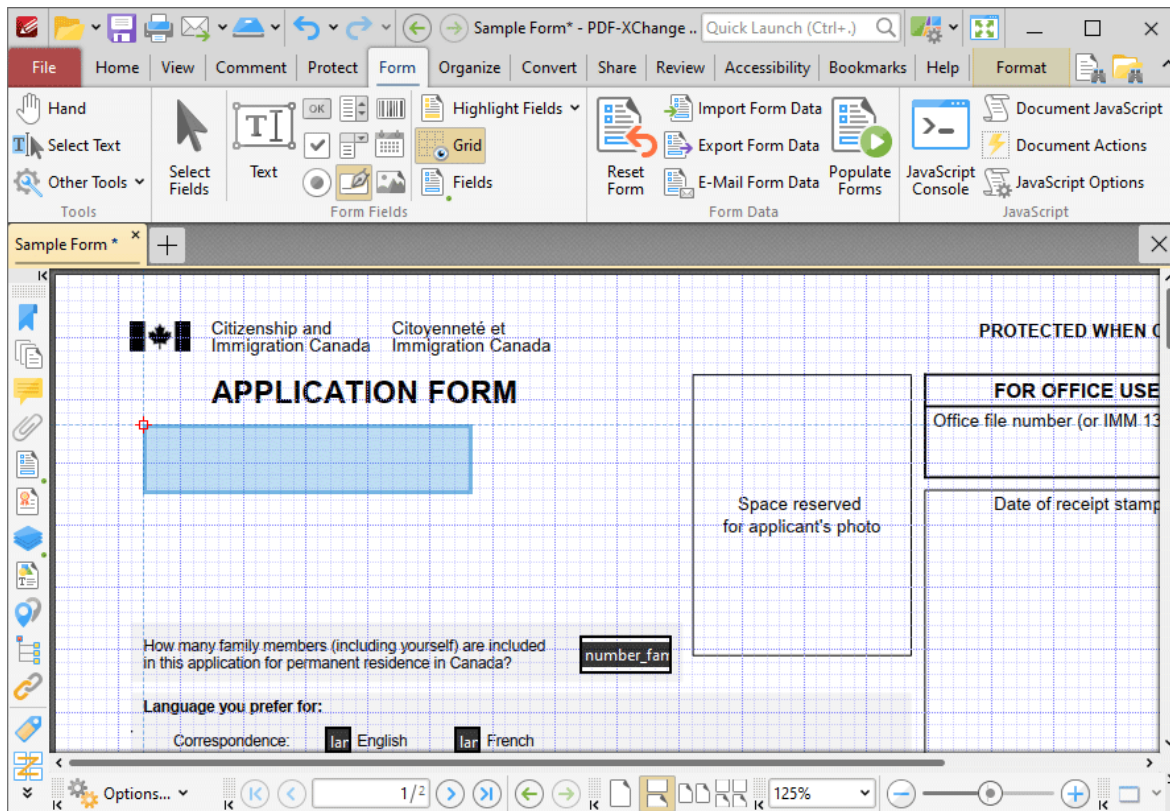 Sample Form* - PDF-XChange .. Quick Launch (Ctrl+.)
File Home View Comment Protect Form Organize Convert Share Review Accessibility Bookmarks Help Format
Hand
Select Text
Other Tools
Tools
Select Fields
Text
OK
Highlight Fields
Grid
Fields
Form Fields
Reset Form
Import Form Data
Export Form Data
E-Mail Form Data
Populate Forms
Form Data
JavaScript Console
Document JavaScript
Document Actions
JavaScript Options
JavaScript
Sample Form *
Citizenship and
Immigration Canada
Citoyenneté et
Immigration Canada
PROTECTED WHEN C
APPLICATION FORM
FOR OFFICE USE
Office file number (or IMM 13
Space reserved
for applicant's photo
Date of receipt stamp
How many family members (including yourself) are included
in this application for permanent residence in Canada?
number_fam
Language you prefer for:
Correspondence: lar English lar French
Options... 1/2 125%